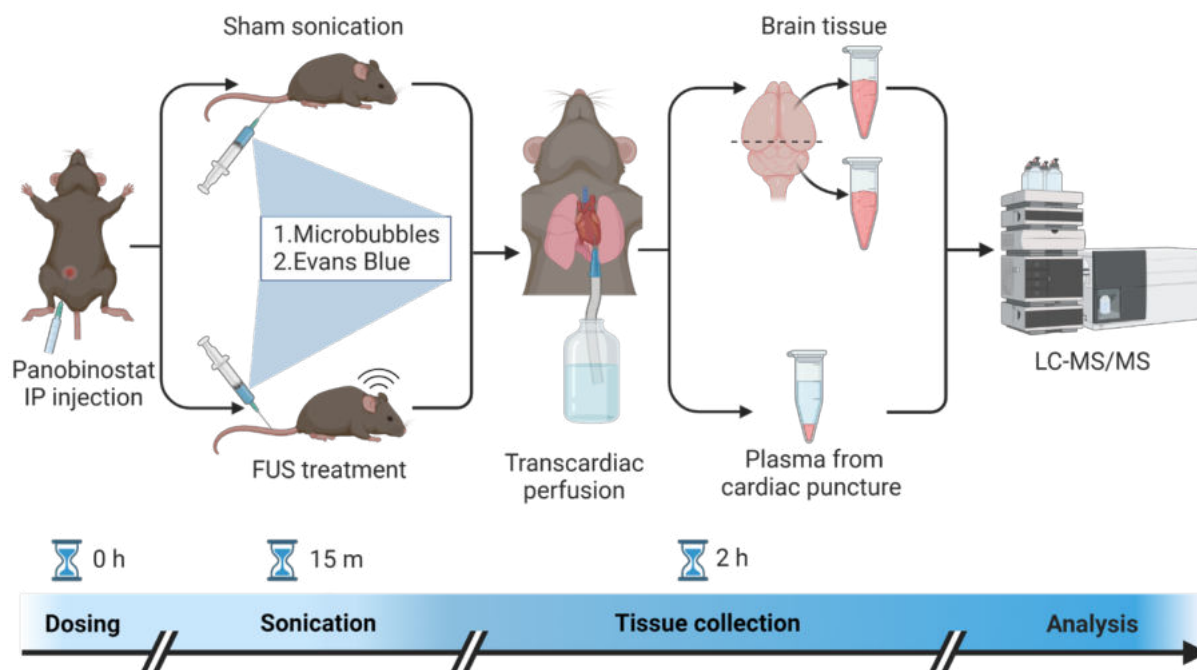 Sham sonication
Brain tissue
1.Microbubbles
2.Evans Blue
Panobinostat
IP injection
LC-MS/MS
FUS treatment
Transcardiac
perfusion
Plasma from
cardiac puncture
0 h
15 m
2 h
Dosing
Sonication
Tissue collection
Analysis